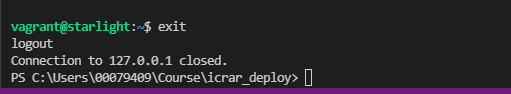 vagrant@starlight:~$ exit
logout
Connection to 127.0.0.1 closed.
PS C:\Users\00079409\Course\icrar_deploy>